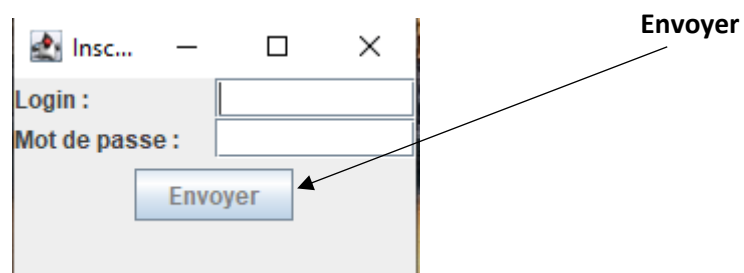 Envoyer
Insc...
Login :
Mot de passe :
Envoyer